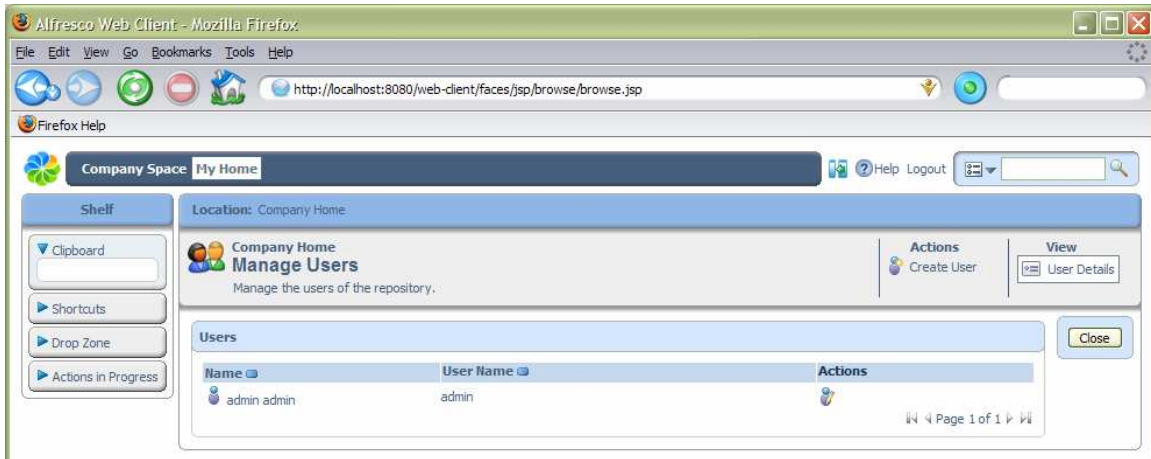 Alfresco Web Client - Mozilla Firefox
File Edit View Go Bookmarks Tools Help
http://localhost:8080/web-client/faces/jsp/browse/browse.jsp
Firefox Help
Company Space My Home
Help Logout
Shelf
Location: Company Home
Clipboard
Shortcuts
Drop Zone
Actions in Progress
Company Home
Manage Users
Manage the users of the repository.
Actions
Create User
View
User Details
Users
Close
Name User Name Actions
admin admin admin
Page 1 of 1